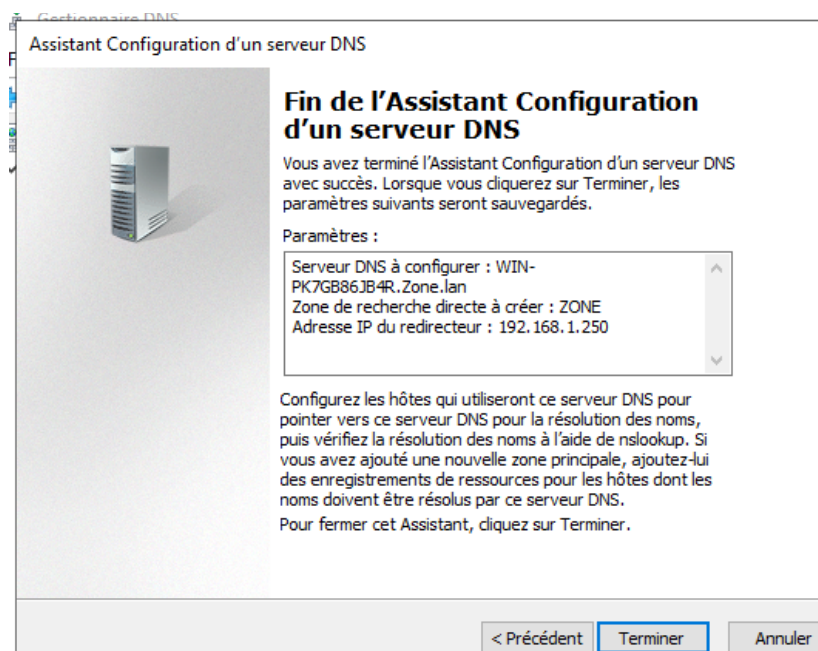 Gestionnaire DNS
Assistant Configuration d'un serveur DNS
F
Fin de l’Assistant Configuration
d’un serveur DNS
Vous avez terminé l’Assistant Configuration d’un serveur DNS
avec succès. Lorsque vous cliquerez sur Terminer, les
paramètres suivants seront sauvegardés.
Paramètres :
Serveur DNS à configurer : WIN-
PK7GB86JB4R.Zone.lan
Zone de recherche directe à créer : ZONE
Adresse IP du redirecteur : 192.168.1.250
Configurez les hôtes qui utiliseront ce serveur DNS pour
pointer vers ce serveur DNS pour la résolution des noms,
puis vérifiez la résolution des noms à l’aide de nslookup. Si
vous avez ajouté une nouvelle zone principale, ajoutez-lui
des enregistrements de ressources pour les hôtes dont les
noms doivent être résolus par ce serveur DNS.
Pour fermer cet Assistant, cliquez sur Terminer.
< Précédent Terminer Annuler